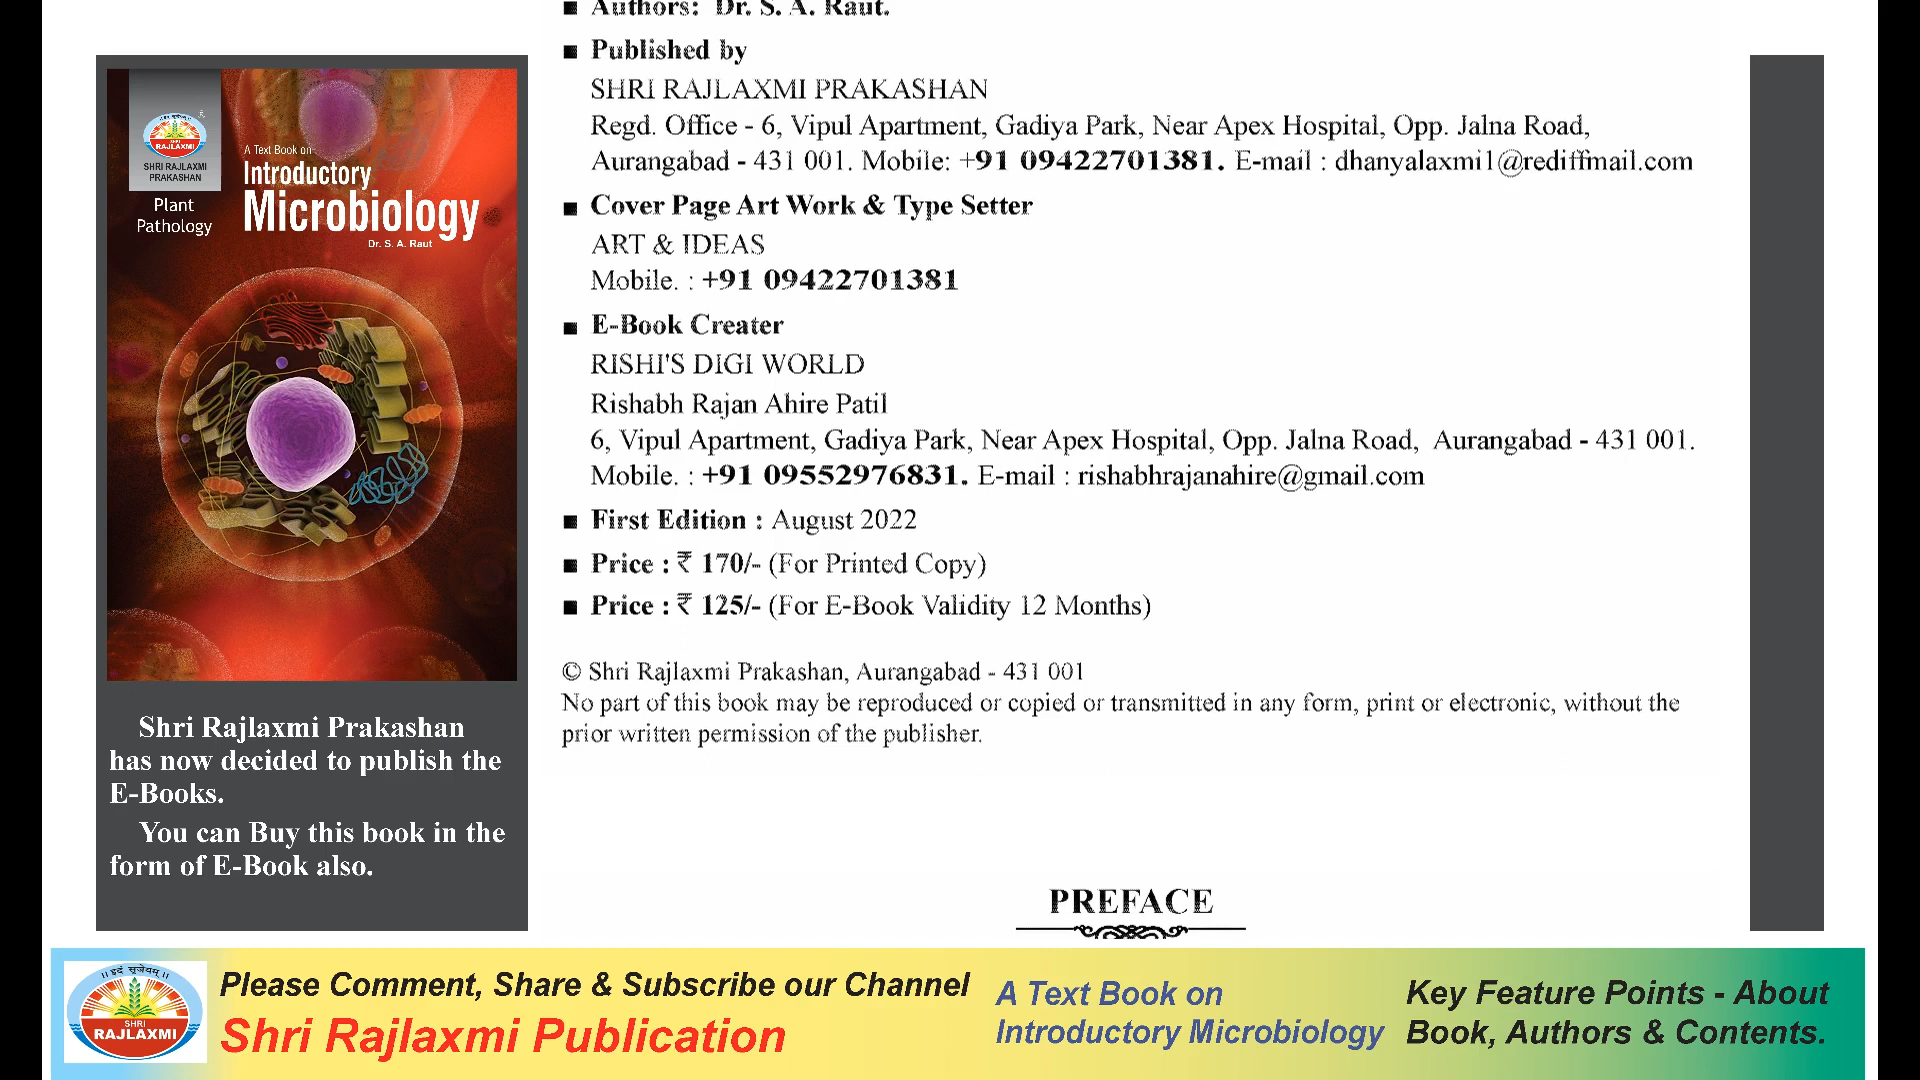 SHRI
RAJLAXMI
SHRI RAJLAXMI
PRAKASHAN
Plant
Pathology
A Text Book on
Introductory
Microbiology
Dr. S. A. Raut
Shri Rajlaxmi Prakashan
has now decided to publish the
E-Books.
You can Buy this book in the
form of E-Book also.
■ Authors: Dr. S. A. Raut.
■ Published by
SHRI RAJLAXMI PRAKASHAN
Regd. Office - 6, Vipul Apartment, Gadiya Park, Near Apex Hospital, Opp. Jalna Road,
Aurangabad - 431 001. Mobile: +91 09422701381. E-mail : dhanyalaxmi1@rediffmail.com
■ Cover Page Art Work & Type Setter
ART & IDEAS
Mobile. : +91 09422701381
■ E-Book Creater
RISHI'S DIGI WORLD
Rishabh Rajan Ahire Patil
6, Vipul Apartment, Gadiya Park, Near Apex Hospital, Opp. Jalna Road, Aurangabad - 431 001.
Mobile. : +91 09552976831. E-mail : rishabhrajanahire@gmail.com
■ First Edition : August 2022
■ Price : ₹ 170/- (For Printed Copy)
■ Price : ₹ 125/- (For E-Book Validity 12 Months)
© Shri Rajlaxmi Prakashan, Aurangabad - 431 001
No part of this book may be reproduced or copied or transmitted in any form, print or electronic, without the
prior written permission of the publisher.
PREFACE
।। इदं सृजेयम् ।।
SHRI
RAJLAXMI
Please Comment, Share & Subscribe our Channel
Shri Rajlaxmi Publication
A Text Book on
Introductory Microbiology
Key Feature Points - About
Book, Authors & Contents.